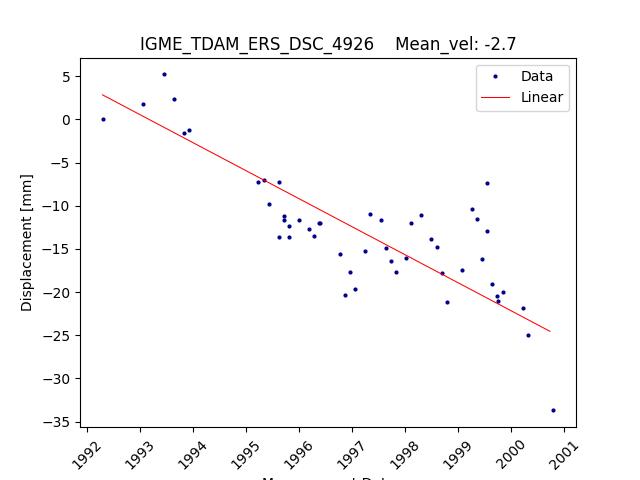 IGME_TDAM_ERS_DSC_4926    Mean_vel: -2.7
Data
Linear
Displacement [mm]
5
0
−5
−10
−15
−20
−25
−30
−35
1992 1993 1994 1995 1996 1997 1998 1999 2000 2001